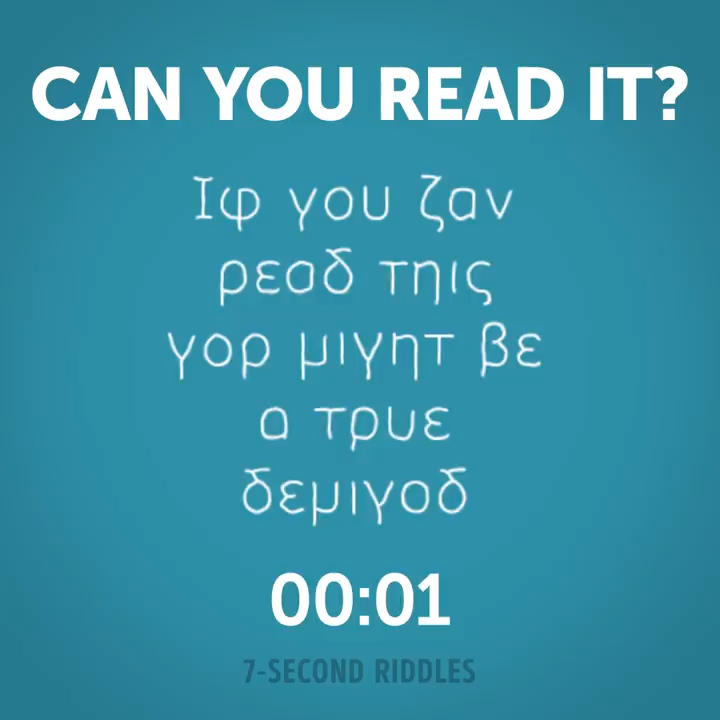 CAN YOU READ IT?
Ιφ γου ζαν
ρεαδ τηις
γορ μιγητ βε
α τρυε
δεμιγοδ
00:01
7-SECOND RIDDLES